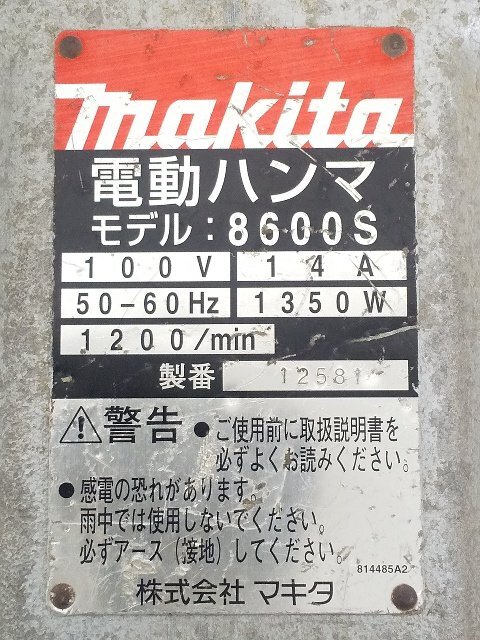 makita
電動ハンマ
モデル：8600S
100V 14A
50-60Hz 1350W
1200/min
製番 12581
警告 ●ご使用前に取扱説明書を
必ずよくお読みください。
●感電の恐れがあります。
雨中では使用しないでください。
必ずアース（接地）してください。
814485A2
株式会社 マキタ